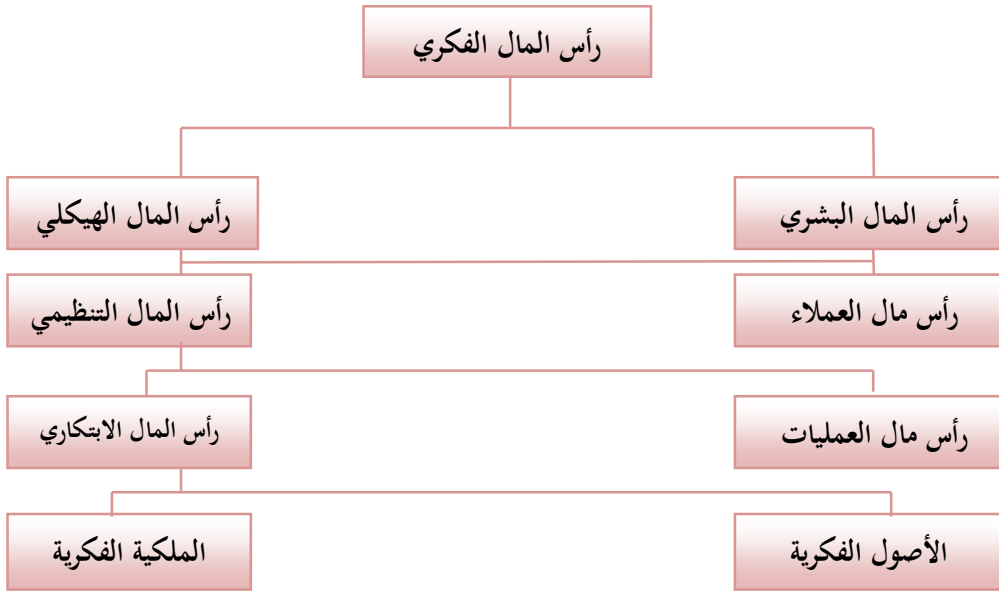 رأس المال الفكري
رأس المال البشري
رأس المال الهيكلي
رأس مال العملاء
رأس المال التنظيمي
رأس مال العمليات
رأس المال الابتكاري
الأصول الفكرية
الملكية الفكرية